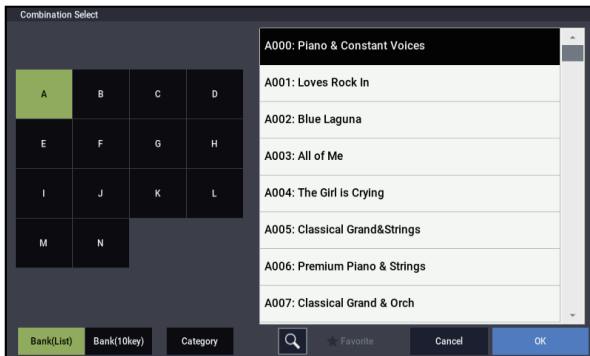 Combination Select
A B C D
E F G H
I J K L
M N
A000: Piano & Constant Voices
A001: Loves Rock In
A002: Blue Laguna
A003: All of Me
A004: The Girl is Crying
A005: Classical Grand&Strings
A006: Premium Piano & Strings
A007: Classical Grand & Orch
Bank(List) Bank(10key) Category Favorite Cancel OK